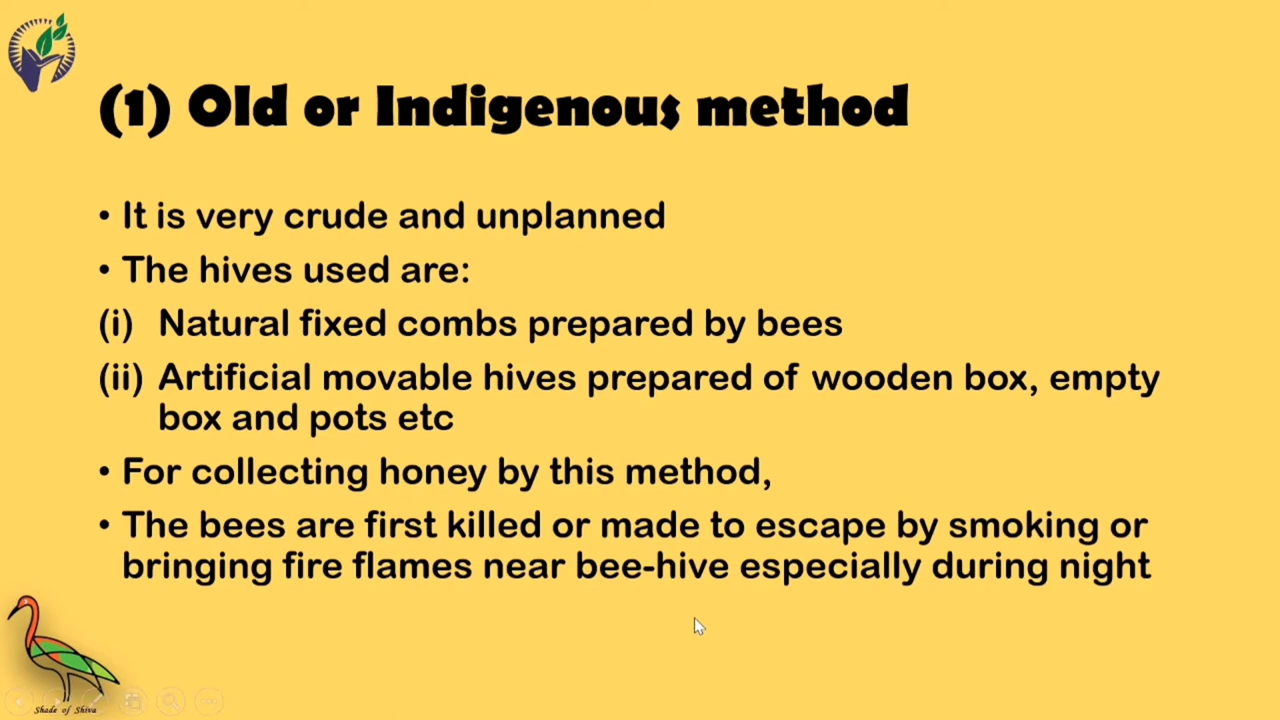 (1) Old or Indigenous method
• It is very crude and unplanned
• The hives used are:
(i) Natural fixed combs prepared by bees
(ii) Artificial movable hives prepared of wooden box, empty
box and pots etc
• For collecting honey by this method,
• The bees are first killed or made to escape by smoking or
bringing fire flames near bee-hive especially during night
Shade of Shiva